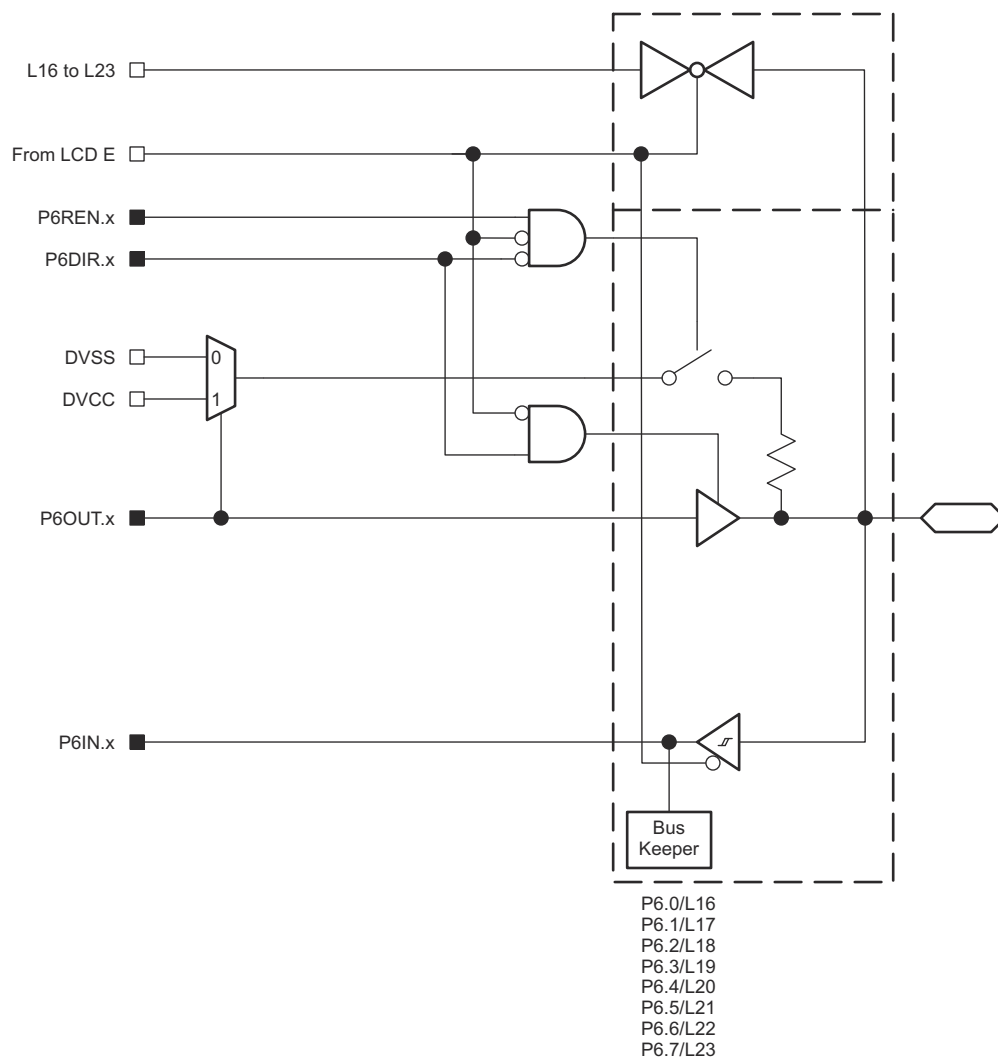 L16 to L23
From LCD E
P6REN.x
P6DIR.x
DVSS
0
DVCC
1
P6OUT.x
P6IN.x
Bus
Keeper
P6.0/L16
P6.1/L17
P6.2/L18
P6.3/L19
P6.4/L20
P6.5/L21
P6.6/L22
P6.7/L23